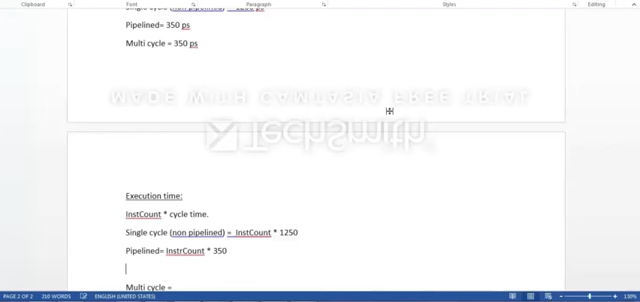 Clipboard Font Paragraph Styles Editing
Pipelined= 350 ps
Multi cycle = 350 ps
MADE WITH CAMTASIA FREE TRIAL
TechSmith
Execution time:
InstCount * cycle time.
Single cycle (non pipelined) = InstCount * 1250
Pipelined= InstrCount * 350
Multi cycle =
PAGE 2 OF 2 210 WORDS ENGLISH (UNITED STATES) 130%